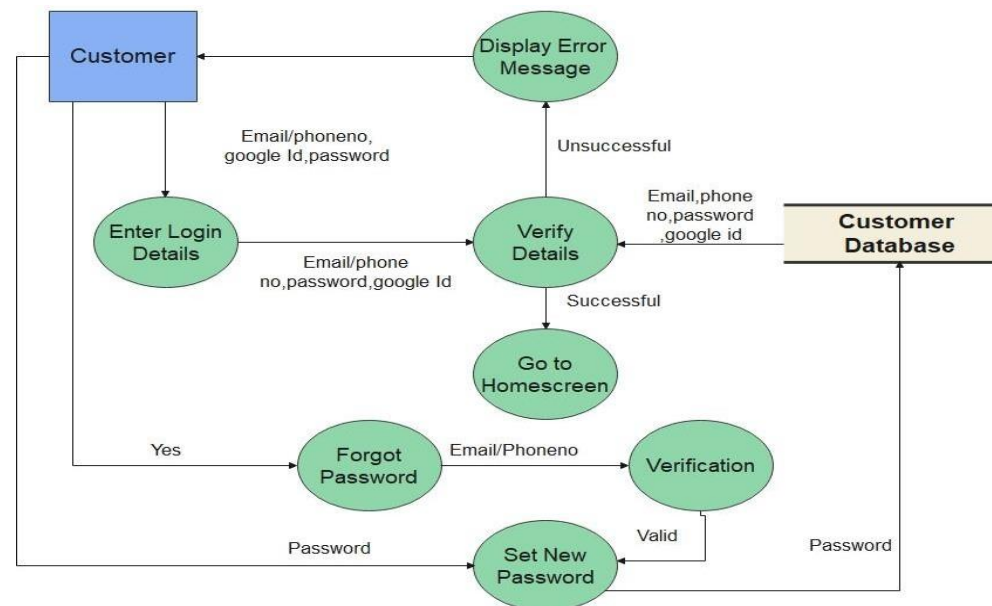 Customer
Display Error
Message
Email/phoneno,
google Id,password
Unsuccessful
Email,phone
no,password
,google id
Customer
Database
Enter Login
Details
Verify
Details
Email/phone
no,password,google Id
Successful
Go to
Homescreen
Yes
Forgot
Password
Email/Phoneno
Verification
Valid
Password
Set New
Password
Password